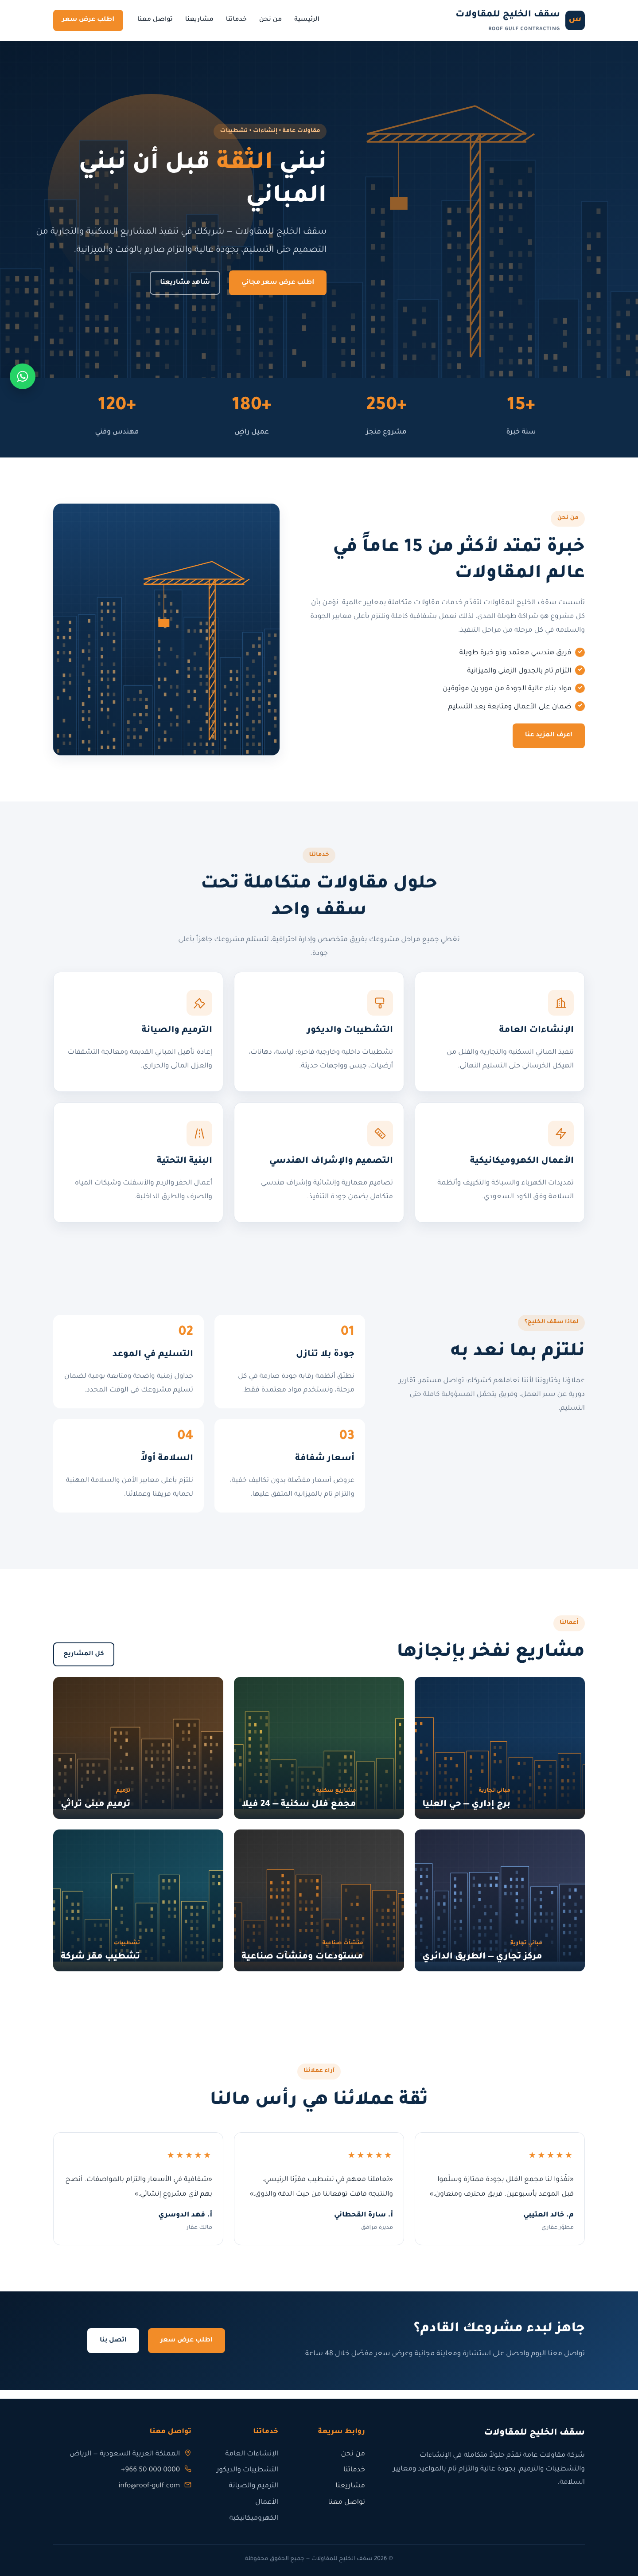 سقف الخليج للمقاولات
ROOF GULF CONTRACTING
س
الرئيسية
من نحن
خدماتنا
مشاريعنا
تواصل معنا
اطلب عرض سعر
مقاولات عامة • إنشاءات • تشطيبات
نبني الثقة قبل أن نبني
المباني
سقف الخليج للمقاولات — شريكك في تنفيذ المشاريع السكنية والتجارية من
التصميم حتى التسليم، بجودة عالية والتزام صارم بالوقت والميزانية.
اطلب عرض سعر مجاني
شاهد مشاريعنا
+15
سنة خبرة
+250
مشروع منجز
+180
عميل راضٍ
+120
مهندس وفني
من نحن
خبرة تمتد لأكثر من 15 عاماً في
عالم المقاولات
تأسست سقف الخليج للمقاولات لتقدّم خدمات مقاولات متكاملة بمعايير عالمية. نؤمن بأن
كل مشروع هو شراكة طويلة المدى، ولذلك نعمل بشفافية كاملة ونلتزم بأعلى معايير الجودة
والسلامة في كل مرحلة من مراحل التنفيذ.
فريق هندسي معتمد وذو خبرة طويلة
التزام تام بالجدول الزمني والميزانية
مواد بناء عالية الجودة من موردين موثوقين
ضمان على الأعمال ومتابعة بعد التسليم
اعرف المزيد عنا
خدماتنا
حلول مقاولات متكاملة تحت
سقف واحد
نغطي جميع مراحل مشروعك بفريق متخصص وإدارة احترافية، لتستلم مشروعك جاهزاً بأعلى
جودة.
الإنشاءات العامة
تنفيذ المباني السكنية والتجارية والفلل من
الهيكل الخرساني حتى التسليم النهائي.
التشطيبات والديكور
تشطيبات داخلية وخارجية فاخرة: لياسة، دهانات،
أرضيات، جبس وواجهات حديثة.
الترميم والصيانة
إعادة تأهيل المباني القديمة ومعالجة التشققات
والعزل المائي والحراري.
الأعمال الكهروميكانيكية
تمديدات الكهرباء والسباكة والتكييف وأنظمة
السلامة وفق الكود السعودي.
التصميم والإشراف الهندسي
تصاميم معمارية وإنشائية وإشراف هندسي
متكامل يضمن جودة التنفيذ.
البنية التحتية
أعمال الحفر والردم والأسفلت وشبكات المياه
والصرف والطرق الداخلية.
لماذا سقف الخليج؟
نلتزم بما نعد به
عملاؤنا يختاروننا لأننا نعاملهم كشركاء: تواصل مستمر، تقارير
دورية عن سير العمل، وفريق يتحمّل المسؤولية كاملة حتى
التسليم.
01
جودة بلا تنازل
نطبّق أنظمة رقابة جودة صارمة في كل
مرحلة، ونستخدم مواد معتمدة فقط.
02
التسليم في الموعد
جداول زمنية واضحة ومتابعة يومية لضمان
تسليم مشروعك في الوقت المحدد.
03
أسعار شفافة
عروض أسعار مفصّلة بدون تكاليف خفية،
والتزام تام بالميزانية المتفق عليها.
04
السلامة أولاً
نلتزم بأعلى معايير الأمن والسلامة المهنية
لحماية فريقنا وعملائنا.
أعمالنا
مشاريع نفخر بإنجازها
كل المشاريع
مباني تجارية
برج إداري — حي العليا
مشاريع سكنية
مجمع فلل سكنية — 24 فيلا
ترميم
ترميم مبنى تراثي
مباني تجارية
مركز تجاري — الطريق الدائري
منشآت صناعية
مستودعات ومنشآت صناعية
تشطيبات
تشطيب مقر شركة
آراء عملائنا
ثقة عملائنا هي رأس مالنا
★★★★★
«نفّذوا لنا مجمع الفلل بجودة ممتازة وسلّموا
قبل الموعد بأسبوعين. فريق محترف ومتعاون.»
م. خالد العتيبي
مطوّر عقاري
★★★★★
«تعاملنا معهم في تشطيب مقرّنا الرئيسي،
والنتيجة فاقت توقعاتنا من حيث الدقة والذوق.»
أ. سارة القحطاني
مديرة مرافق
★★★★★
«شفافية في الأسعار والتزام بالمواصفات. أنصح
بهم لأي مشروع إنشائي.»
أ. فهد الدوسري
مالك عقار
جاهز لبدء مشروعك القادم؟
تواصل معنا اليوم واحصل على استشارة ومعاينة مجانية وعرض سعر مفصّل خلال 48 ساعة.
اطلب عرض سعر
اتصل بنا
سقف الخليج للمقاولات
شركة مقاولات عامة تقدّم حلولاً متكاملة في الإنشاءات
والتشطيبات والترميم، بجودة عالية والتزام تام بالمواعيد ومعايير
السلامة.
روابط سريعة
من نحن
خدماتنا
مشاريعنا
تواصل معنا
خدماتنا
الإنشاءات العامة
التشطيبات والديكور
الترميم والصيانة
الأعمال
الكهروميكانيكية
تواصل معنا
المملكة العربية السعودية — الرياض
+966 50 000 0000
info@roof-gulf.com
© 2026 سقف الخليج للمقاولات — جميع الحقوق محفوظة.